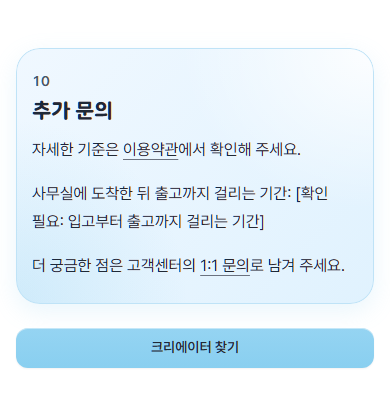 10
추가 문의
자세한 기준은 이용약관에서 확인해 주세요.
사무실에 도착한 뒤 출고까지 걸리는 기간: [확인
필요: 입고부터 출고까지 걸리는 기간]
더 궁금한 점은 고객센터의 1:1 문의로 남겨 주세요.
크리에이터 찾기